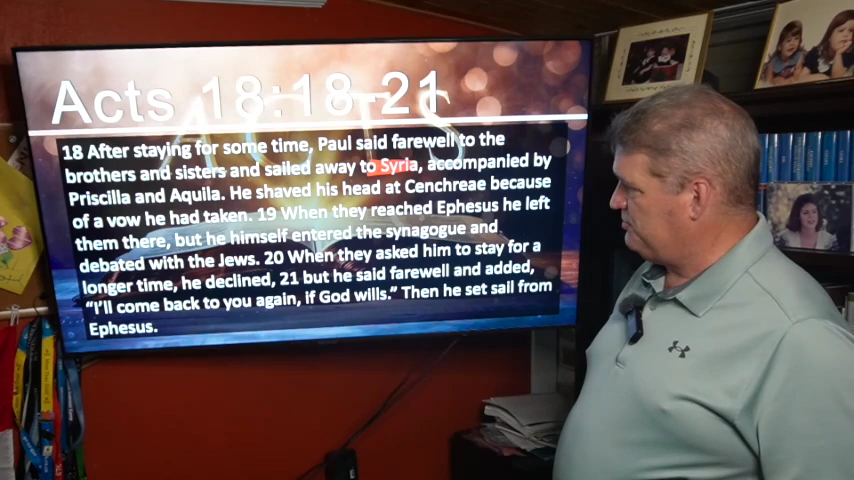 Acts 18:18-21
18 After staying for some time, Paul said farewell to the
brothers and sisters and sailed away to Syria, accompanied by
Priscilla and Aquila. He shaved his head at Cenchreae because
of a vow he had taken. 19 When they reached Ephesus he left
them there, but he himself entered the synagogue and
debated with the Jews. 20 When they asked him to stay for a
longer time, he declined, 21 but he said farewell and added,
“I’ll come back to you again, if God wills.” Then he set sail from
Ephesus.